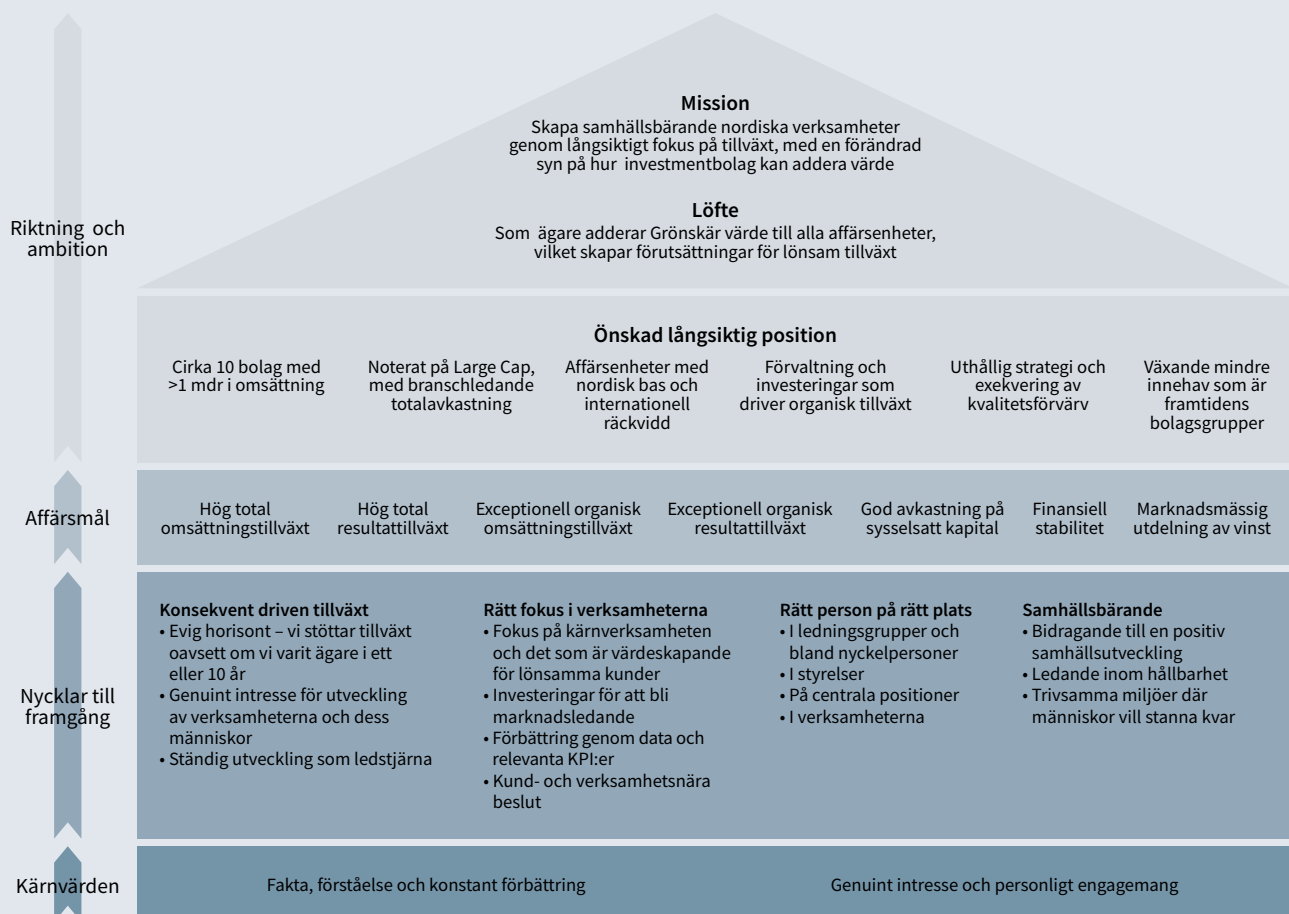 Mission
Skapa samhällsbärande nordiska verksamheter
genom långsiktigt fokus på tillväxt, med en förändrad
syn på hur investmentbolag kan addera värde
Löfte
Som ägare adderar Grönskär värde till alla affärsenheter,
vilket skapar förutsättningar för lönsam tillväxt
Riktning och
ambition
Önskad långsiktig position
Cirka 10 bolag med
>1 mdr i omsättning
Noterat på Large Cap,
med branschledande
totalavkastning
Affärsenheter med
nordisk bas och
internationell
räckvidd
Förvaltning och
investeringar som
driver organisk tillväxt
Uthållig strategi och
exekvering av
kvalitetsförvärv
Växande mindre
innehav som är
framtidens
bolagsgrupper
Affärsmål
Hög total
omsättningstillväxt
Hög total
resultattillväxt
Exceptionell organisk
omsättningstillväxt
Exceptionell organisk
resultattillväxt
God avkastning på
sysselsatt kapital
Finansiell
stabilitet
Marknadsmässig
utdelning av vinst
Nycklar till
framgång
Konsekvent driven tillväxt
• Evig horisont – vi stöttar tillväxt
oavsett om vi varit ägare i ett
eller 10 år
• Genuint intresse för utveckling
av verksamheterna och dess
människor
• Ständig utveckling som ledstjärna
Rätt fokus i verksamheterna
• Fokus på kärnverksamheten
och det som är värdeskapande
för lönsamma kunder
• Investeringar för att bli
marknadsledande
• Förbättring genom data och
relevanta KPI:er
• Kund- och verksamhetsnära
beslut
Rätt person på rätt plats
• I ledningsgrupper och
bland nyckelpersoner
• I styrelser
• På centrala positioner
• I verksamheterna
Samhällsbärande
• Bidragande till en positiv
samhällsutveckling
• Ledande inom hållbarhet
• Trivsamma miljöer där
människor vill stanna kvar
Kärnvärden
Fakta, förståelse och konstant förbättring
Genuint intresse och personligt engagemang